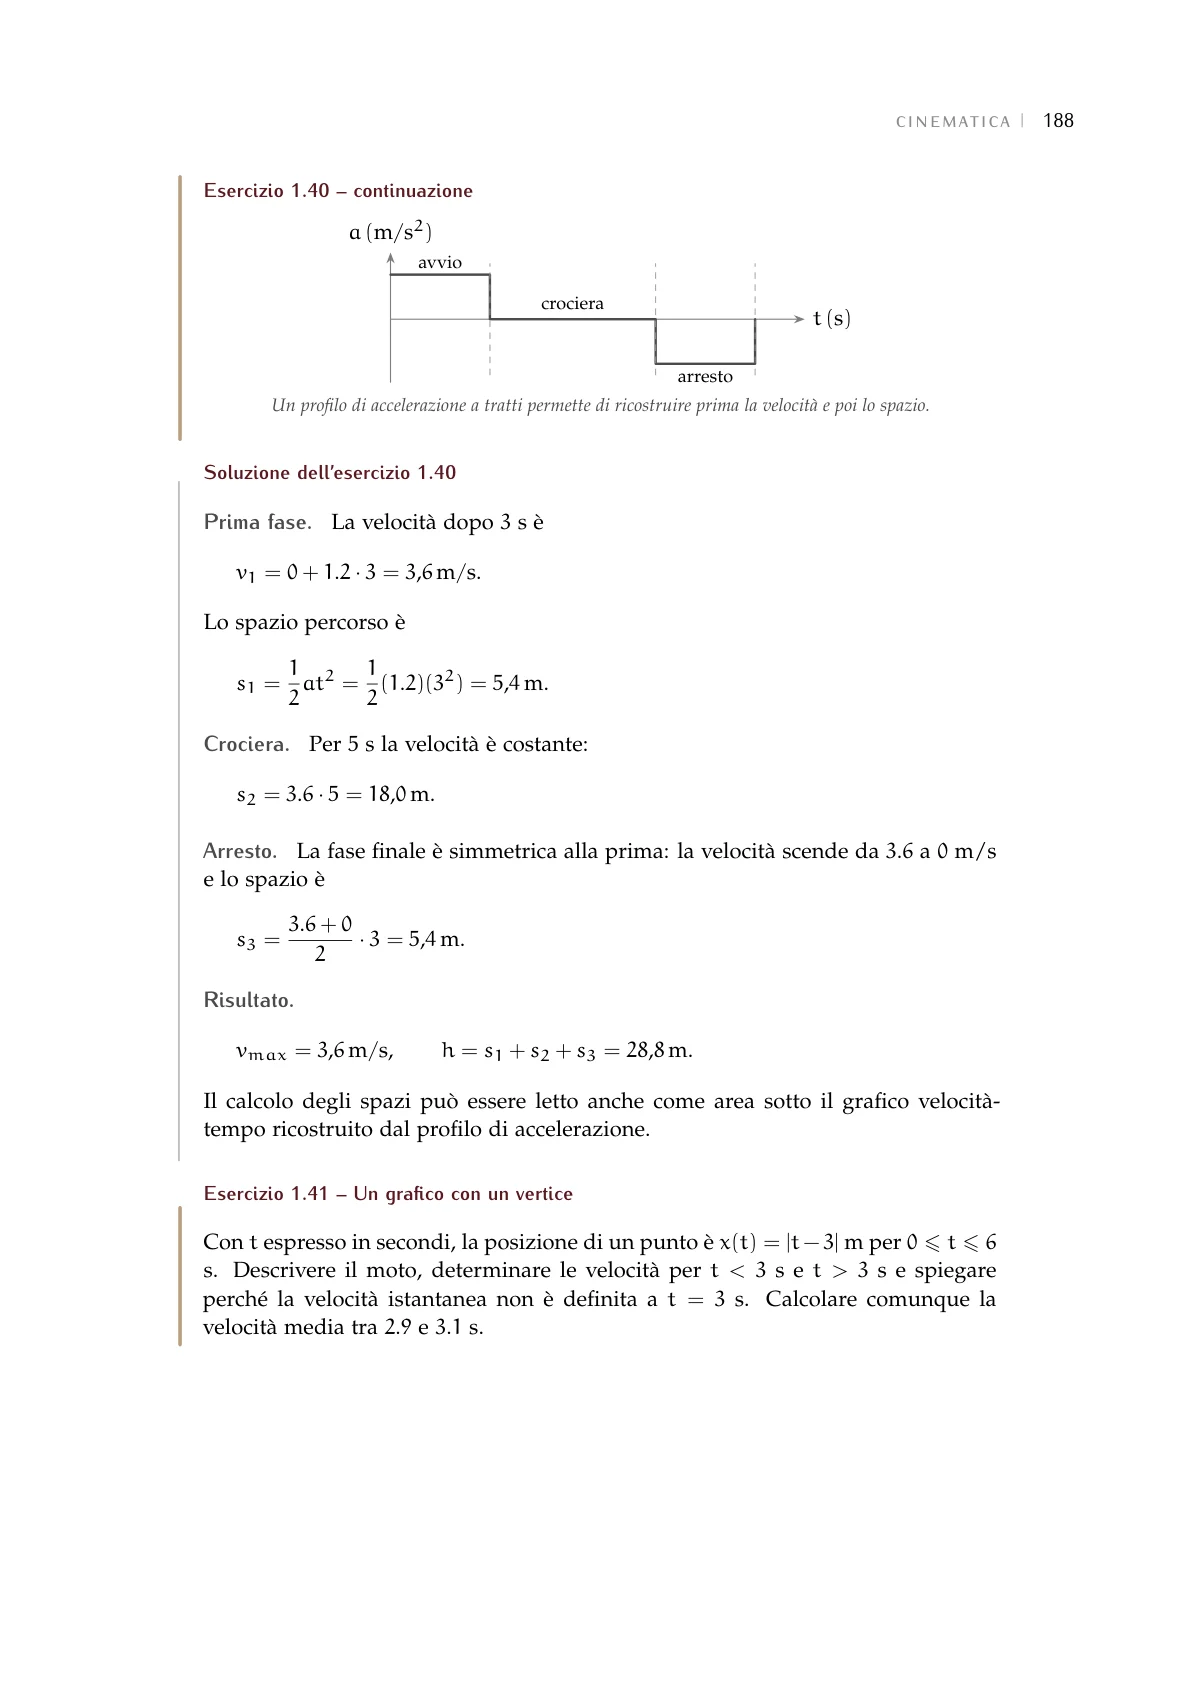 CINEMATICA | 188
Esercizio 1.40 – continuazione
a (m/s²)
avvio
crociera
t (s)
arresto
Un profilo di accelerazione a tratti permette di ricostruire prima la velocità e poi lo spazio.
Soluzione dell'esercizio 1.40
Prima fase. La velocità dopo 3 s è
v₁ = 0 + 1.2 · 3 = 3,6 m/s.
Lo spazio percorso è
s₁ = 1/2 at² = 1/2 (1.2)(3²) = 5,4 m.
Crociera. Per 5 s la velocità è costante:
s₂ = 3.6 · 5 = 18,0 m.
Arresto. La fase finale è simmetrica alla prima: la velocità scende da 3.6 a 0 m/s
e lo spazio è
s₃ = (3.6 + 0)/2 · 3 = 5,4 m.
Risultato.
vmax = 3,6 m/s, h = s₁ + s₂ + s₃ = 28,8 m.
Il calcolo degli spazi può essere letto anche come area sotto il grafico velocità-
tempo ricostruito dal profilo di accelerazione.
Esercizio 1.41 – Un grafico con un vertice
Con t espresso in secondi, la posizione di un punto è x(t) = |t − 3| m per 0 ⩽ t ⩽ 6
s. Descrivere il moto, determinare le velocità per t < 3 s e t > 3 s e spiegare
perché la velocità istantanea non è definita a t = 3 s. Calcolare comunque la
velocità media tra 2.9 e 3.1 s.